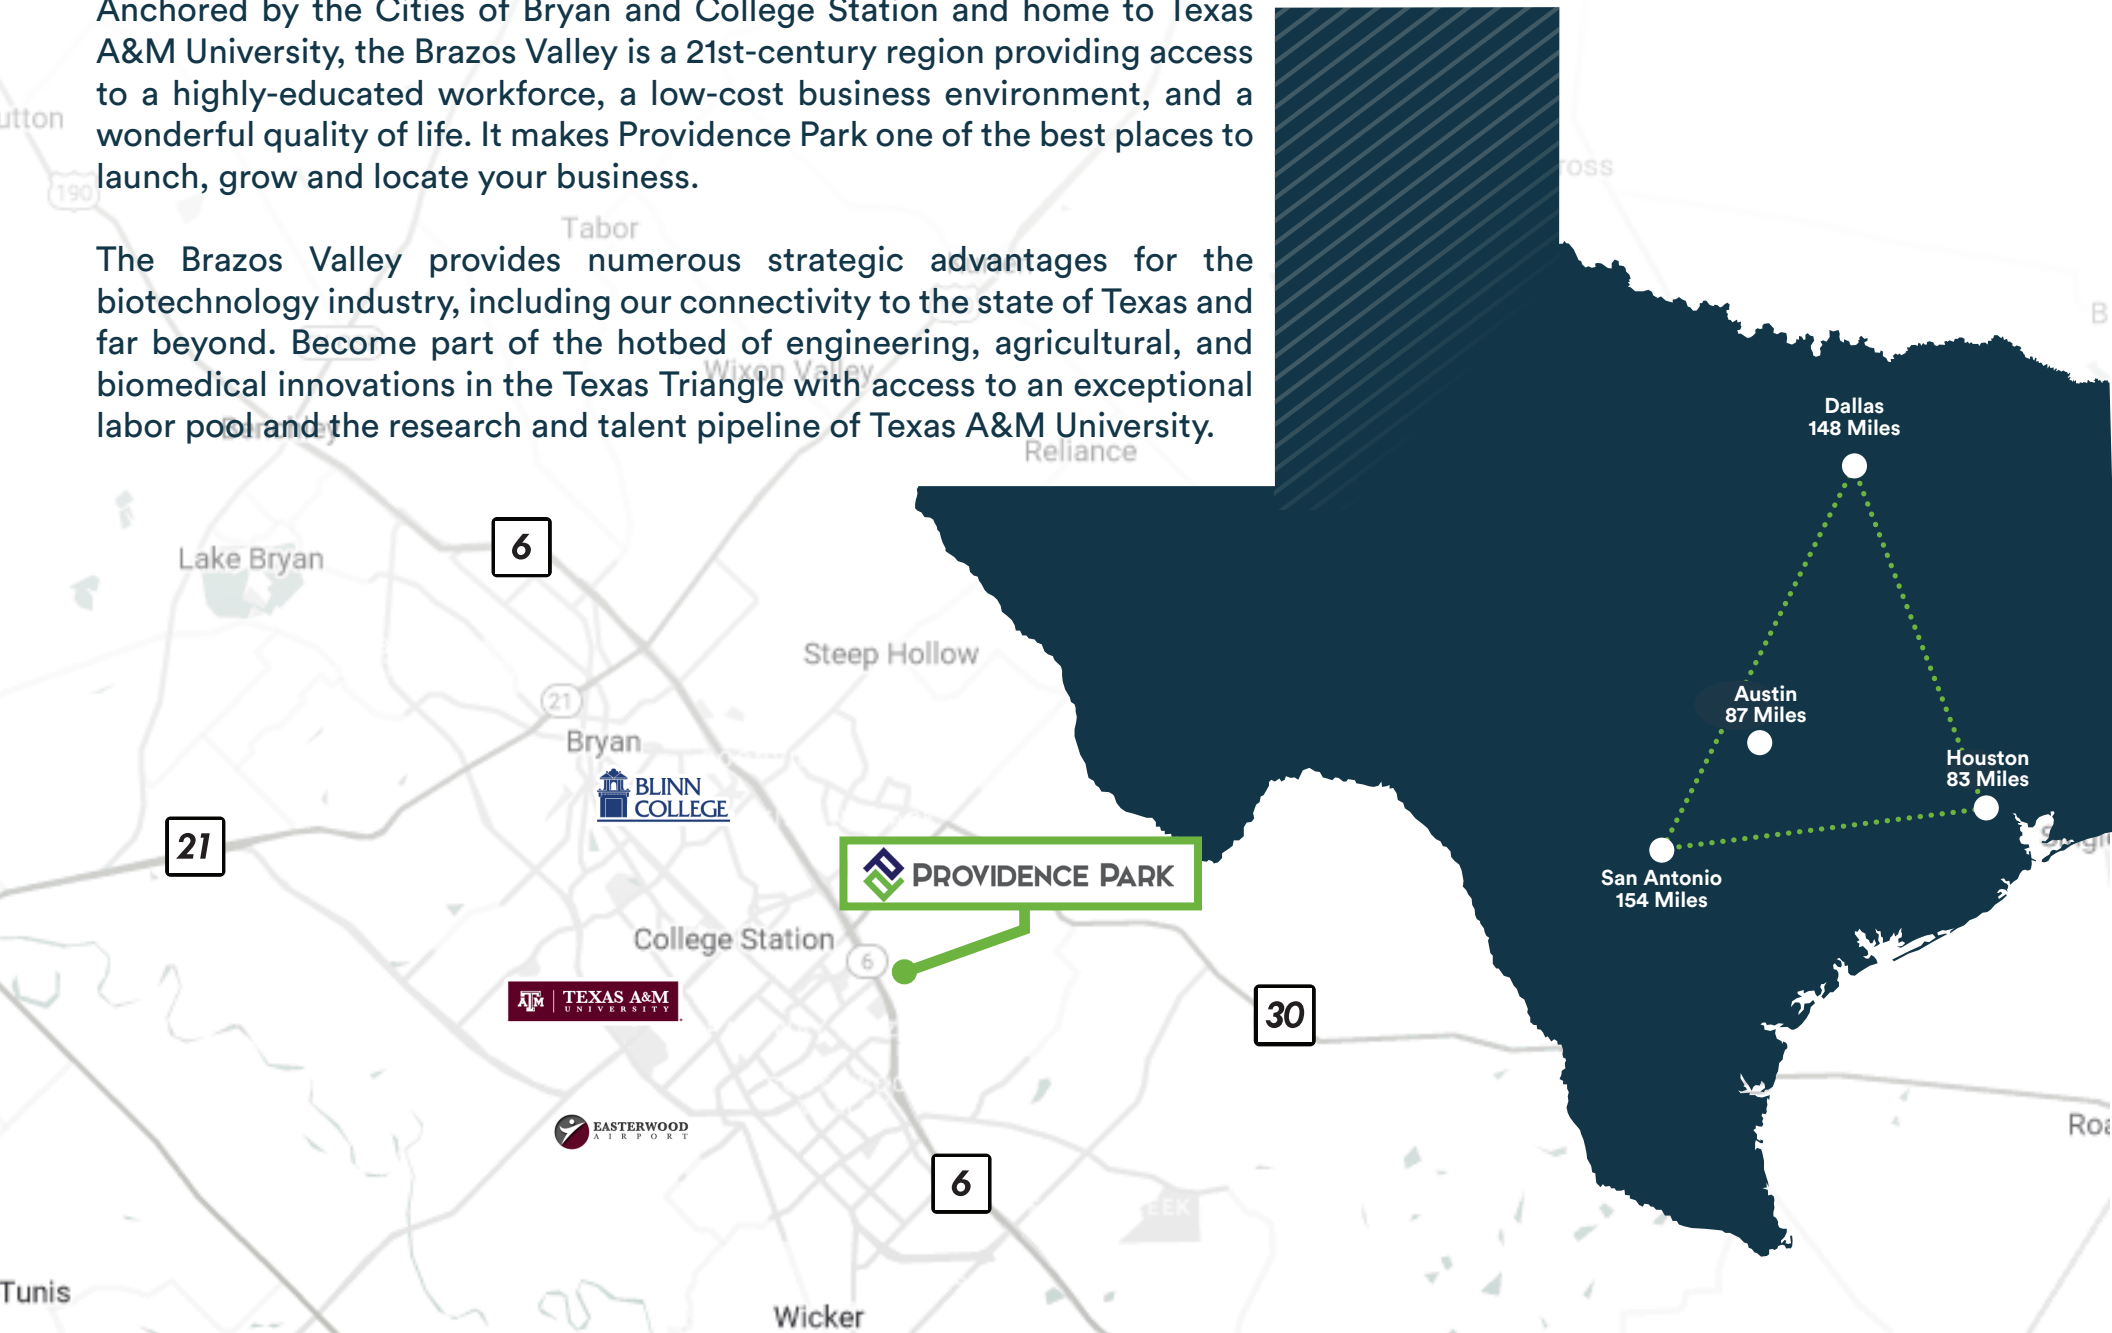 Anchored by the Cities of Bryan and College Station and home to Texas
A&M University, the Brazos Valley is a 21st-century region providing access
to a highly-educated workforce, a low-cost business environment, and a
wonderful quality of life. It makes Providence Park one of the best places to
launch, grow and locate your business.
The Brazos Valley provides numerous strategic advantages for the
biotechnology industry, including our connectivity to the state of Texas and
far beyond. Become part of the hotbed of engineering, agricultural, and
biomedical innovations in the Texas Triangle with access to an exceptional
labor pool and the research and talent pipeline of Texas A&M University.
190
Tabor
Wixon Valley
Reliance
Lake Bryan
6
Steep Hollow
21
Bryan
BLINN
COLLEGE
21
PROVIDENCE PARK
College Station
6
ATM TEXAS A&M
UNIVERSITY
30
EASTERWOOD
AIRPORT
6
Tunis
Wicker
Dallas
148 Miles
Austin
87 Miles
Houston
83 Miles
San Antonio
154 Miles